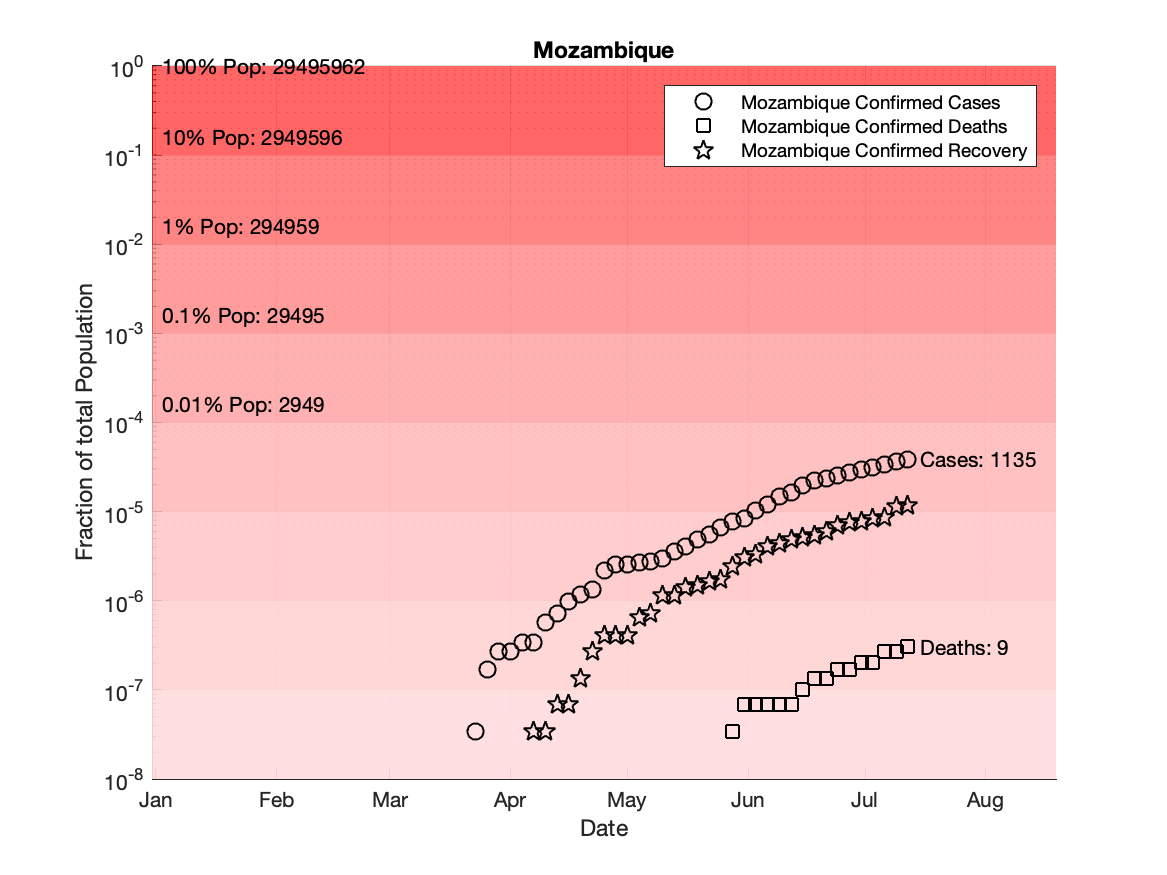 Mozambique
10^0
100% Pop: 29495962
Mozambique Confirmed Cases
Mozambique Confirmed Deaths
Mozambique Confirmed Recovery
10% Pop: 2949596
10^-1
1% Pop: 294959
10^-2
0.1% Pop: 29495
10^-3
0.01% Pop: 2949
10^-4
Cases: 1135
10^-5
10^-6
Deaths: 9
10^-7
10^-8
Fraction of total Population
Jan Feb Mar Apr May Jun Jul Aug
Date